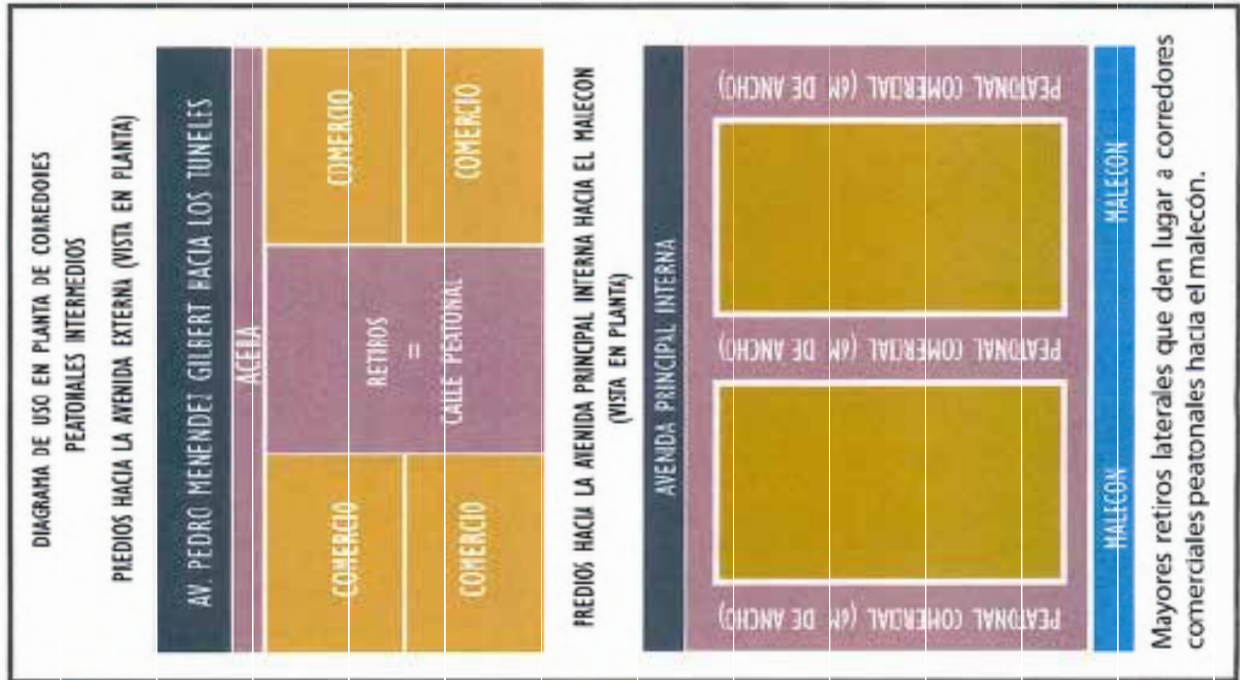 DIAGRAMA DE USO EN PLANTA DE CORREDOIES
PEATONALES INTERMEDIOS
PREDIOS HACIA LA AVENIDA EXTERNA (VISTA EN PLANTA)
AV. PEDRO MENENDEZ GILBERT HACIA LOS TUNELES
ACERA
COMERCIO
COMERCIO
RETIROS
=
CALLE PEATONAL
COMERCIO
COMERCIO
PREDIOS HACIA LA AVENIDA PRINCIPAL INTERNA HACIA EL MALECON
(VISTA EN PLANTA)
AVENIDA PRINCIPAL INTERNA
PEATONAL COMERCIAL (6M DE ANCHO)
PEATONAL COMERCIAL (6M DE ANCHO)
PEATONAL COMERCIAL (6M DE ANCHO)
MALECON
MALECON
Mayores retiros laterales que den lugar a corredores
comerciales peatonales hacia el malecón.